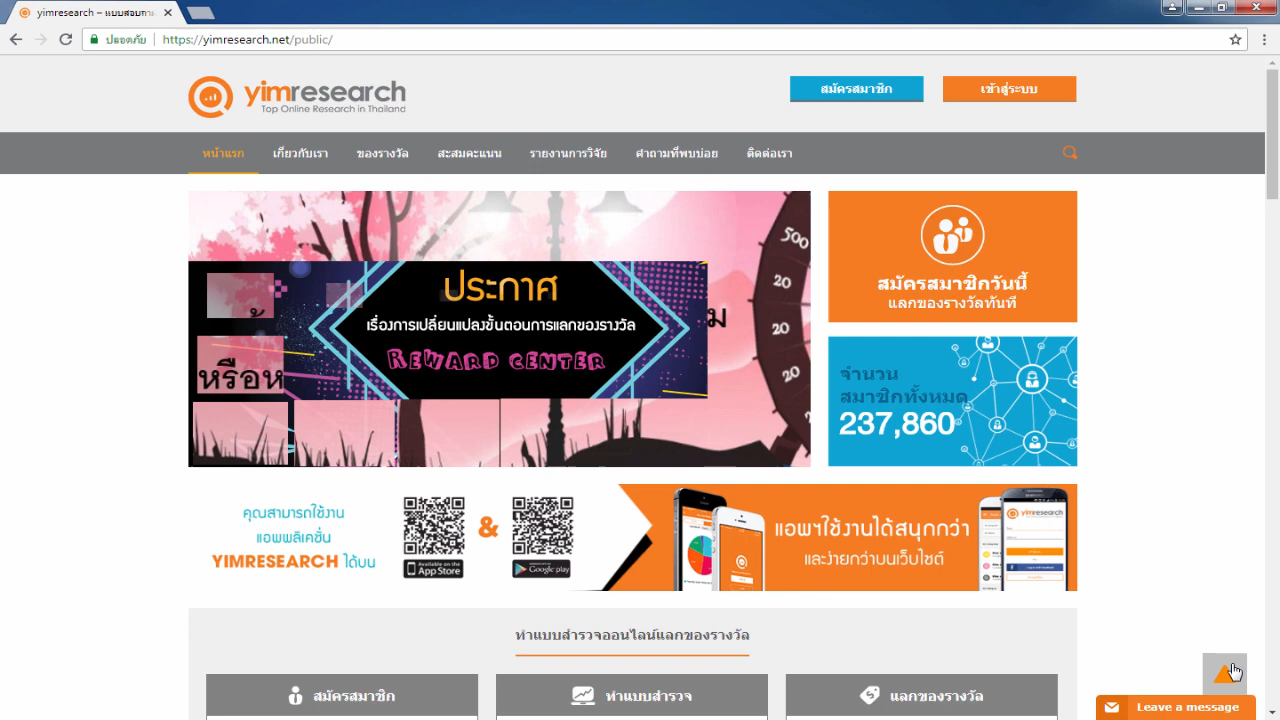 yimresearch – แบบสอบถาม
ปลอดภัย
https://yimresearch.net/public/
yimresearch
Top Online Research in Thailand
สมัครสมาชิก
เข้าสู่ระบบ
หน้าแรก
เกี่ยวกับเรา
ของรางวัล
สะสมคะแนน
รายงานการวิจัย
คำถามที่พบบ่อย
ติดต่อเรา
500
20
20
20
ประกาศ
เรื่องการเปลี่ยนแปลงขั้นตอนการแลกของรางวัล
REWARD CENTER
หรือห
ม
สมัครสมาชิกวันนี้
แลกของรางวัลทันที
จำนวน
สมาชิกทั้งหมด
237,860
คุณสามารถใช้งาน
แอพพลิเคชั่น
YIMRESEARCH ได้บน
Available on the
App Store
&
Google play
แอพฯใช้งานได้สนุกกว่า
และง่ายกว่าบนเว็บไซต์
yimresearch
ทำแบบสำรวจออนไลน์แลกของรางวัล
สมัครสมาชิก
ทำแบบสำรวจ
แลกของรางวัล
Leave a message